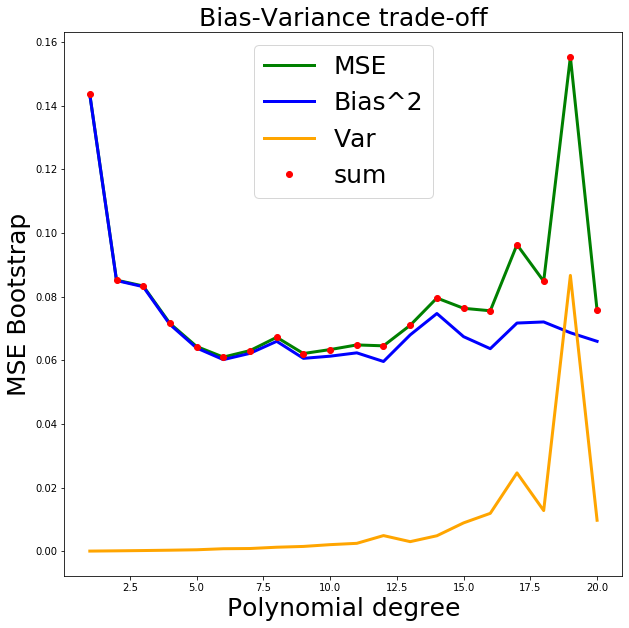 Bias-Variance trade-off
MSE
Bias^2
Var
sum
MSE Bootstrap
0.16
0.14
0.12
0.10
0.08
0.06
0.04
0.02
0.00
2.5 5.0 7.5 10.0 12.5 15.0 17.5 20.0
Polynomial degree